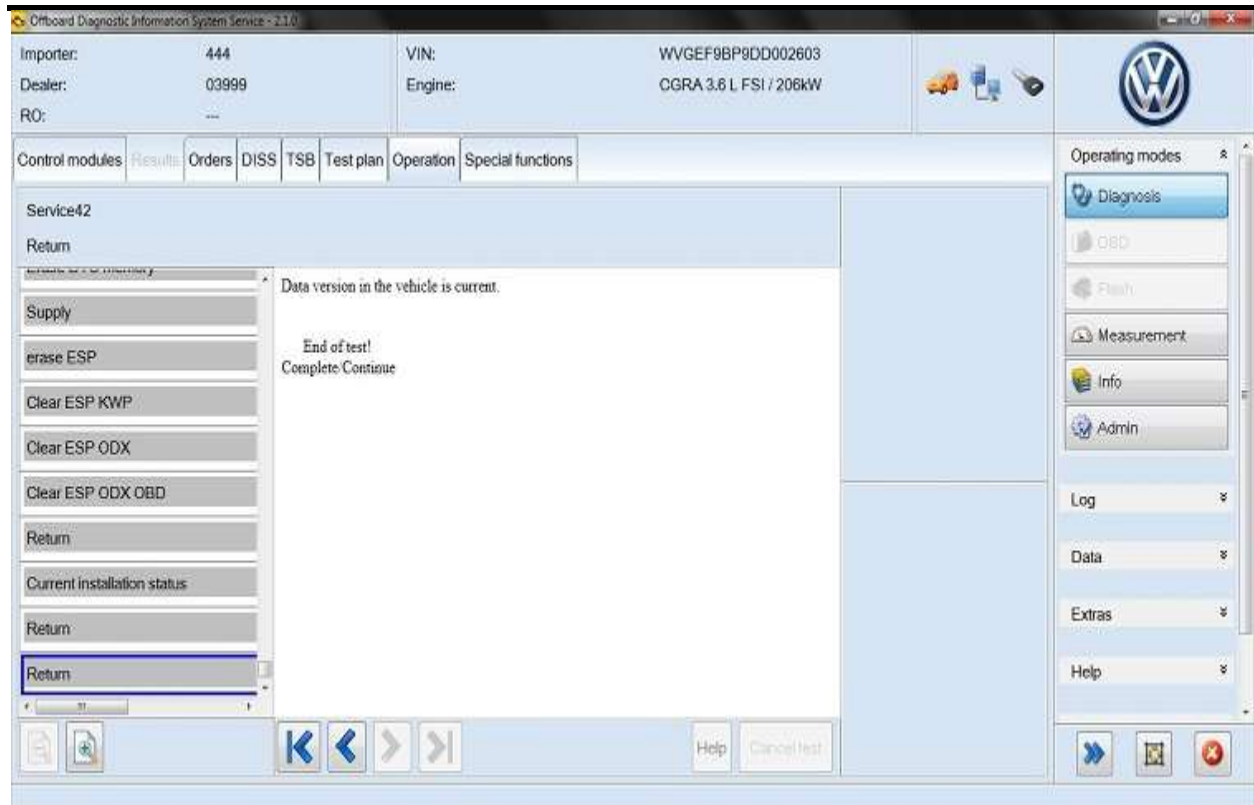 Offboard Diagnostic Information System Service - 2.1.0
Importer: 444 VIN: WVGEF9BP9DD002603
Dealer: 03999 Engine: CGRA 3.6 L FSI / 206kW
RO: ---
Control modules Results Orders DISS TSB Test plan Operation Special functions
Service42
Return
Supply
erase ESP
Clear ESP KWP
Clear ESP ODX
Clear ESP ODX OBD
Return
Current installation status
Return
Return
Data version in the vehicle is current.
End of test!
Complete Continue
Help Cancel test
Operating modes
Diagnosis
OBD
Flash
Measurement
Info
Admin
Log
Data
Extras
Help